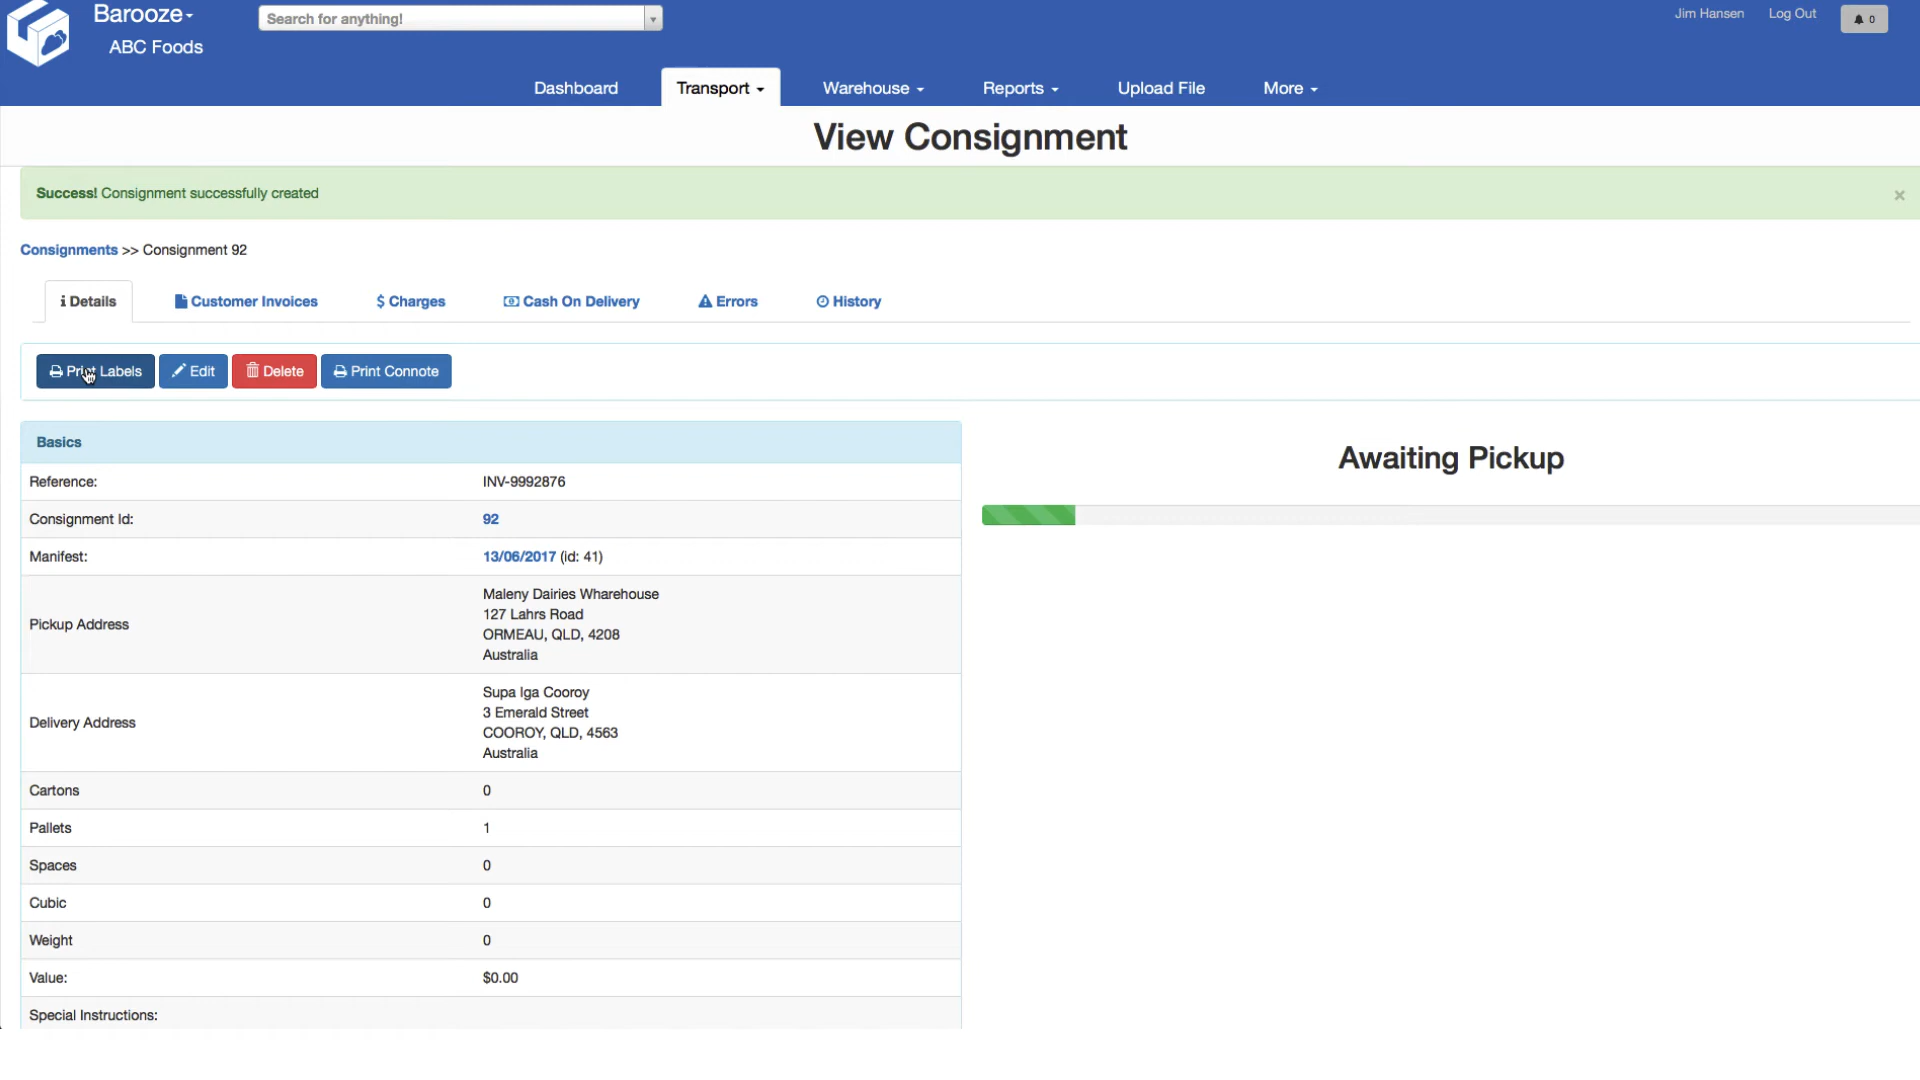 Barooze
ABC Foods
Search for anything!
Jim Hansen
Log Out
0
Dashboard
Transport
Warehouse
Reports
Upload File
More
View Consignment
Success! Consignment successfully created
×
Consignments >> Consignment 92
Details
Customer Invoices
$ Charges
Cash On Delivery
Errors
History
Print Labels
Edit
Delete
Print Connote
Basics
Awaiting Pickup
Reference: INV-9992876
Consignment Id: 92
Manifest: 13/06/2017 (id: 41)
Pickup Address
Maleny Dairies Wharehouse
127 Lahrs Road
ORMEAU, QLD, 4208
Australia
Delivery Address
Supa Iga Cooroy
3 Emerald Street
COOROY, QLD, 4563
Australia
Cartons 0
Pallets 1
Spaces 0
Cubic 0
Weight 0
Value: $0.00
Special Instructions: